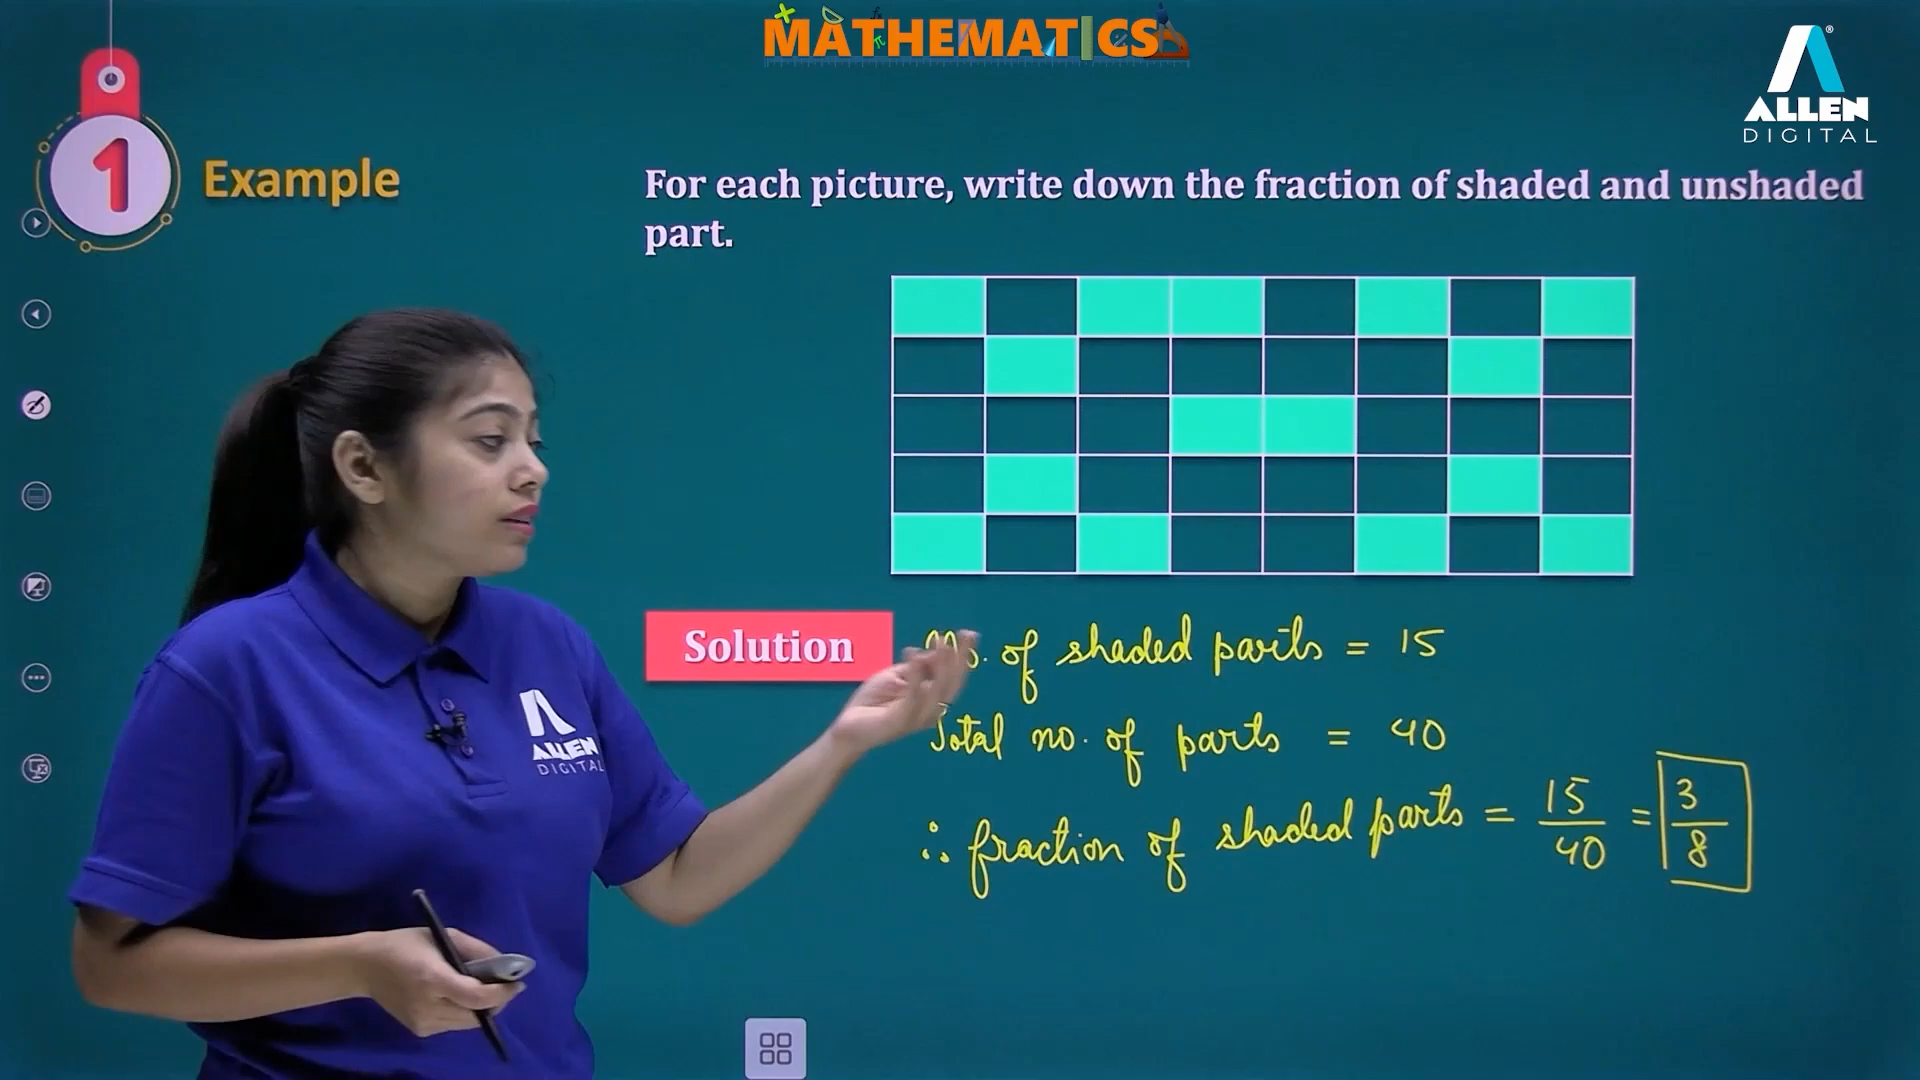 MATHEMATICS
ALLEN
DIGITAL
1
Example
For each picture, write down the fraction of shaded and unshaded
part.
Solution
No. of shaded parts = 15
Total no. of parts = 40
∴ fraction of shaded parts = 15/40 = 3/8
ALLEN
DIGITAL